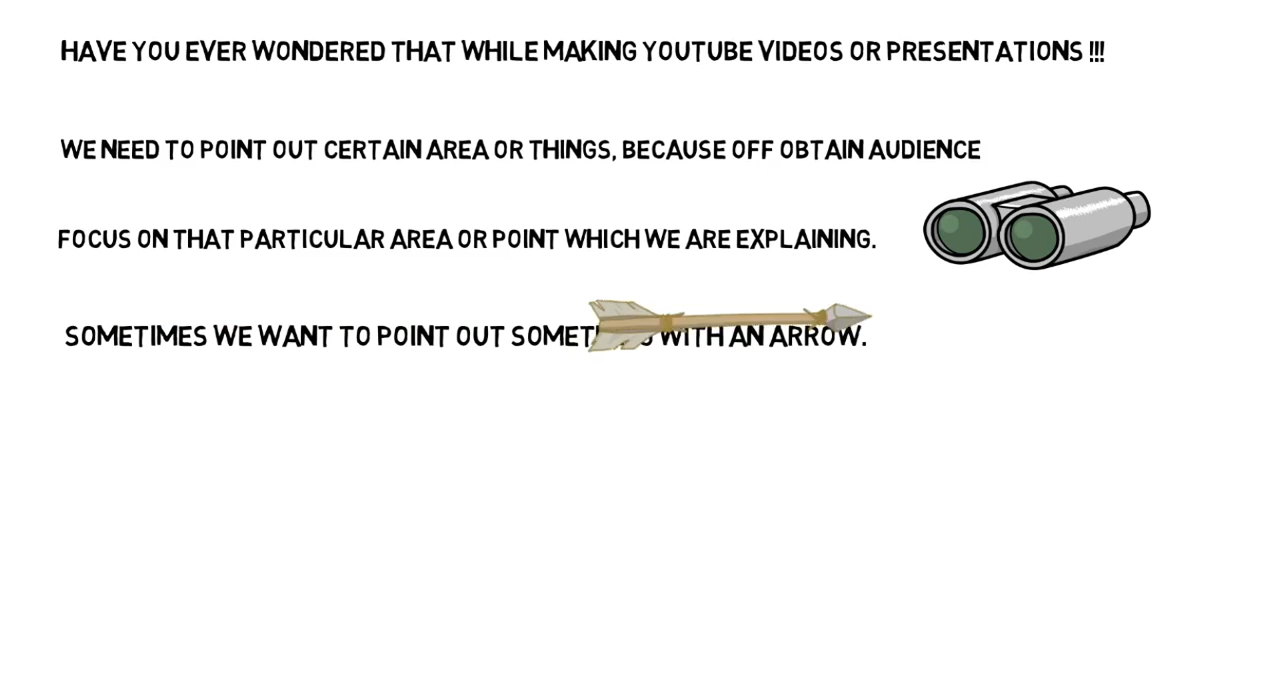 HAVE YOU EVER WONDERED THAT WHILE MAKING YOUTUBE VIDEOS OR PRESENTATIONS !!!
WE NEED TO POINT OUT CERTAIN AREA OR THINGS, BECAUSE OFF OBTAIN AUDIENCE
FOCUS ON THAT PARTICULAR AREA OR POINT WHICH WE ARE EXPLAINING.
SOMETIMES WE WANT TO POINT OUT WITH AN ARROW.